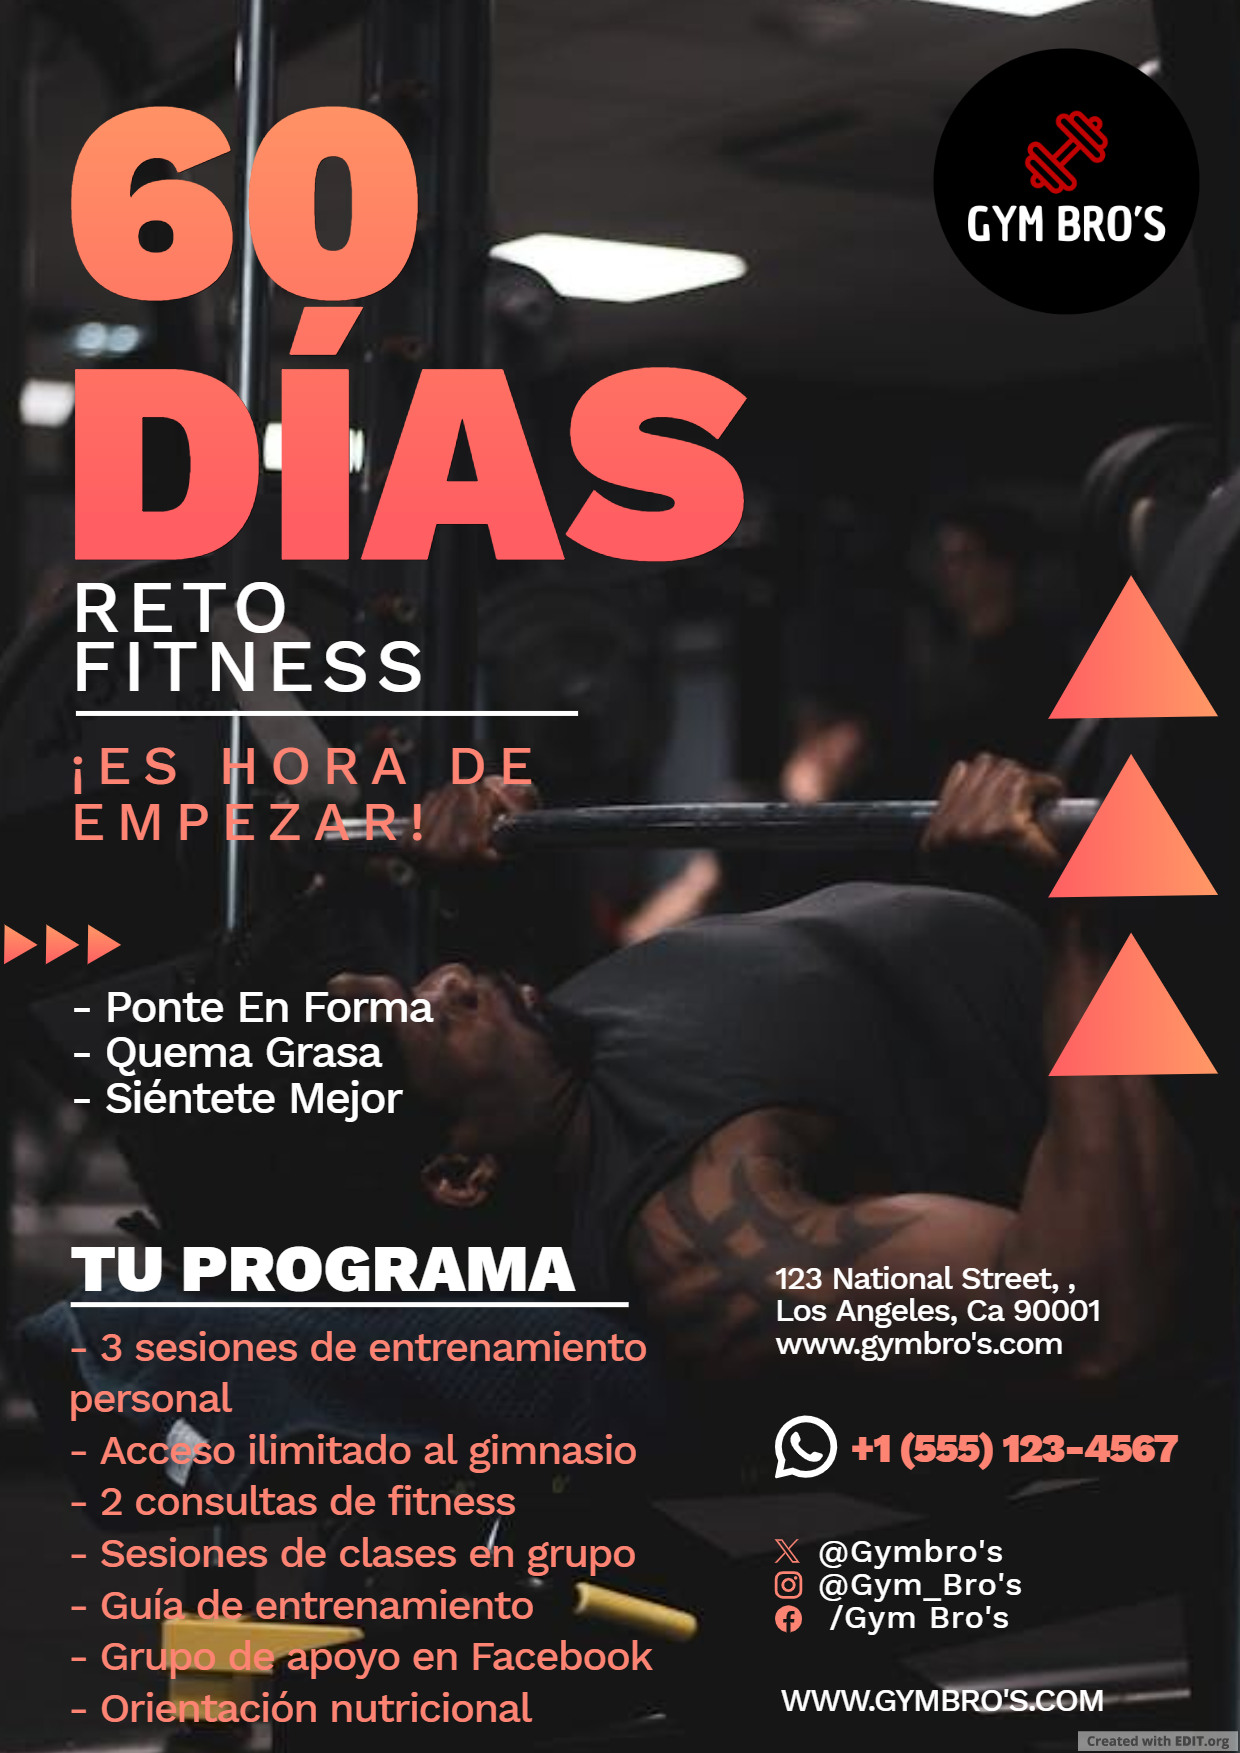 60
DÍAS
GYM BRO'S
RETO
FITNESS
¡ES HORA DE
EMPEZAR!
- Ponte En Forma
- Quema Grasa
- Siéntete Mejor
TU PROGRAMA
- 3 sesiones de entrenamiento
personal
- Acceso ilimitado al gimnasio
- 2 consultas de fitness
- Sesiones de clases en grupo
- Guía de entrenamiento
- Grupo de apoyo en Facebook
- Orientación nutricional
123 National Street, ,
Los Angeles, Ca 90001
www.gymbro's.com
+1 (555) 123-4567
@Gymbro's
@Gym_Bro's
/Gym Bro's
WWW.GYMBRO'S.COM
Created with EDIT.org